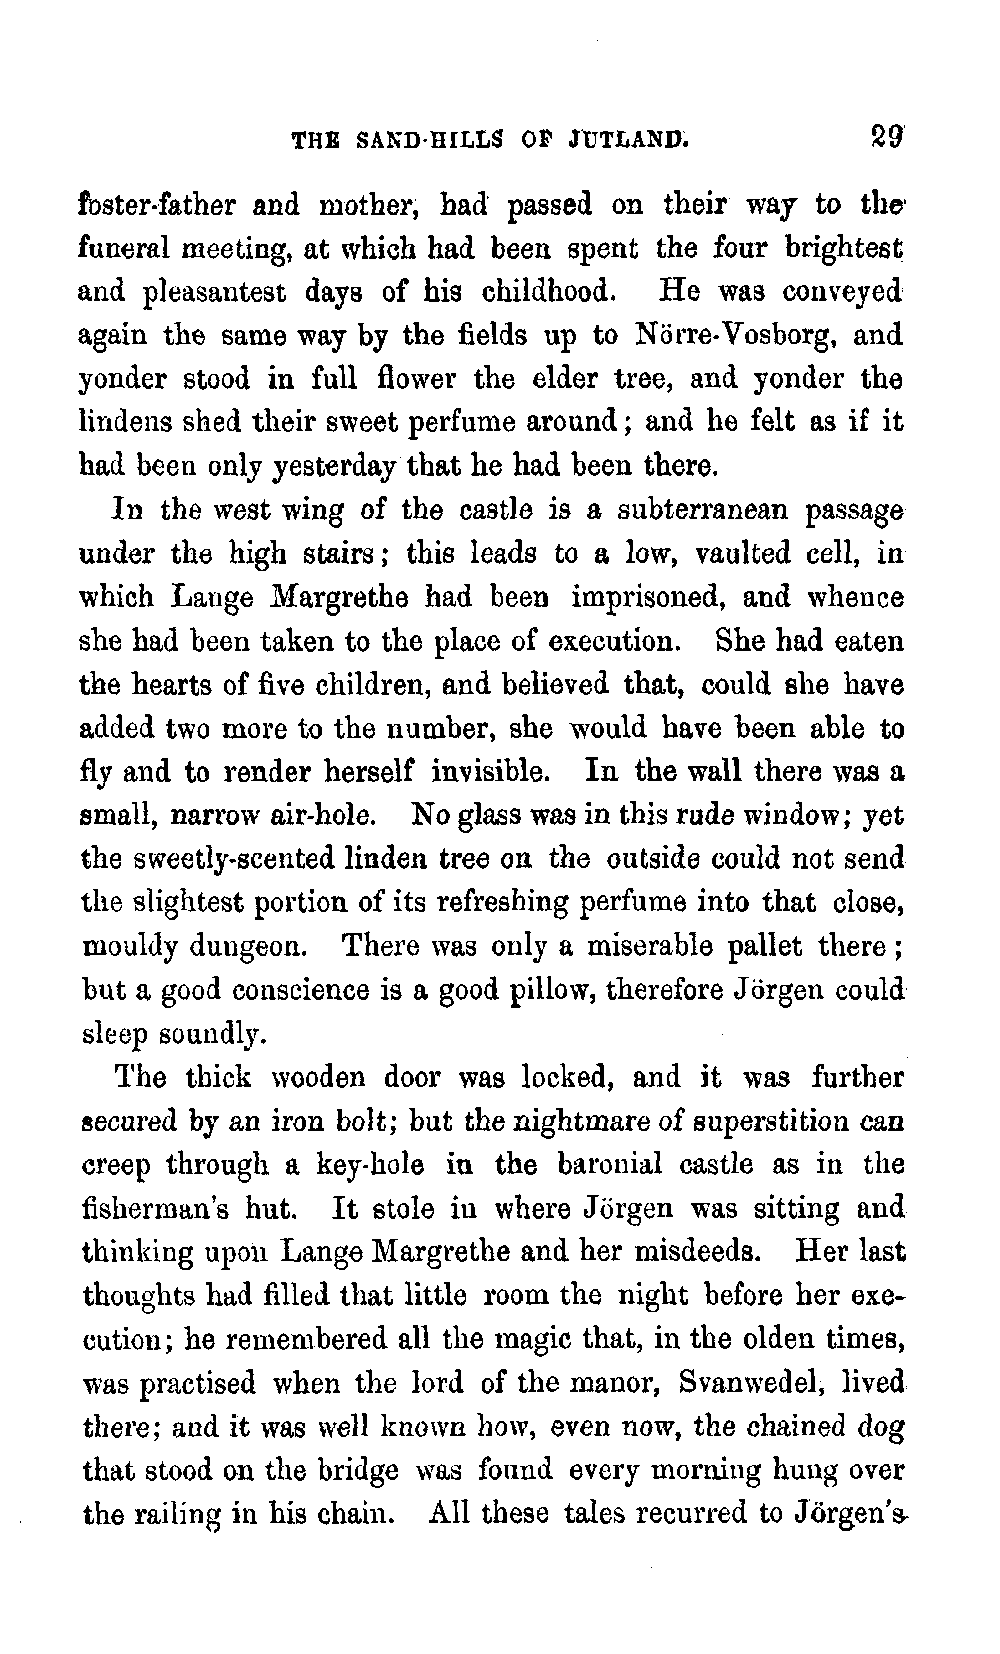 THE SAND-HILLS OF JUTLAND. 29
foster-father and mother, had passed on their way to the
funeral meeting, at which had been spent the four brightest
and pleasantest days of his childhood. He was conveyed
again the same way by the fields up to Nörre-Vosborg, and
yonder stood in full flower the elder tree, and yonder the
lindens shed their sweet perfume around; and he felt as if it
had been only yesterday that he had been there.
In the west wing of the castle is a subterranean passage
under the high stairs; this leads to a low, vaulted cell, in
which Lange Margrethe had been imprisoned, and whence
she had been taken to the place of execution. She had eaten
the hearts of five children, and believed that, could she have
added two more to the number, she would have been able to
fly and to render herself invisible. In the wall there was a
small, narrow air-hole. No glass was in this rude window; yet
the sweetly-scented linden tree on the outside could not send
the slightest portion of its refreshing perfume into that close,
mouldy dungeon. There was only a miserable pallet there;
but a good conscience is a good pillow, therefore Jörgen could
sleep soundly.
The thick wooden door was locked, and it was further
secured by an iron bolt; but the nightmare of superstition can
creep through a key-hole in the baronial castle as in the
fisherman's hut. It stole in where Jörgen was sitting and
thinking upon Lange Margrethe and her misdeeds. Her last
thoughts had filled that little room the night before her exe-
cution; he remembered all the magic that, in the olden times,
was practised when the lord of the manor, Svanwedel, lived
there; and it was well known how, even now, the chained dog
that stood on the bridge was found every morning hung over
the railing in his chain. All these tales recurred to Jörgen's